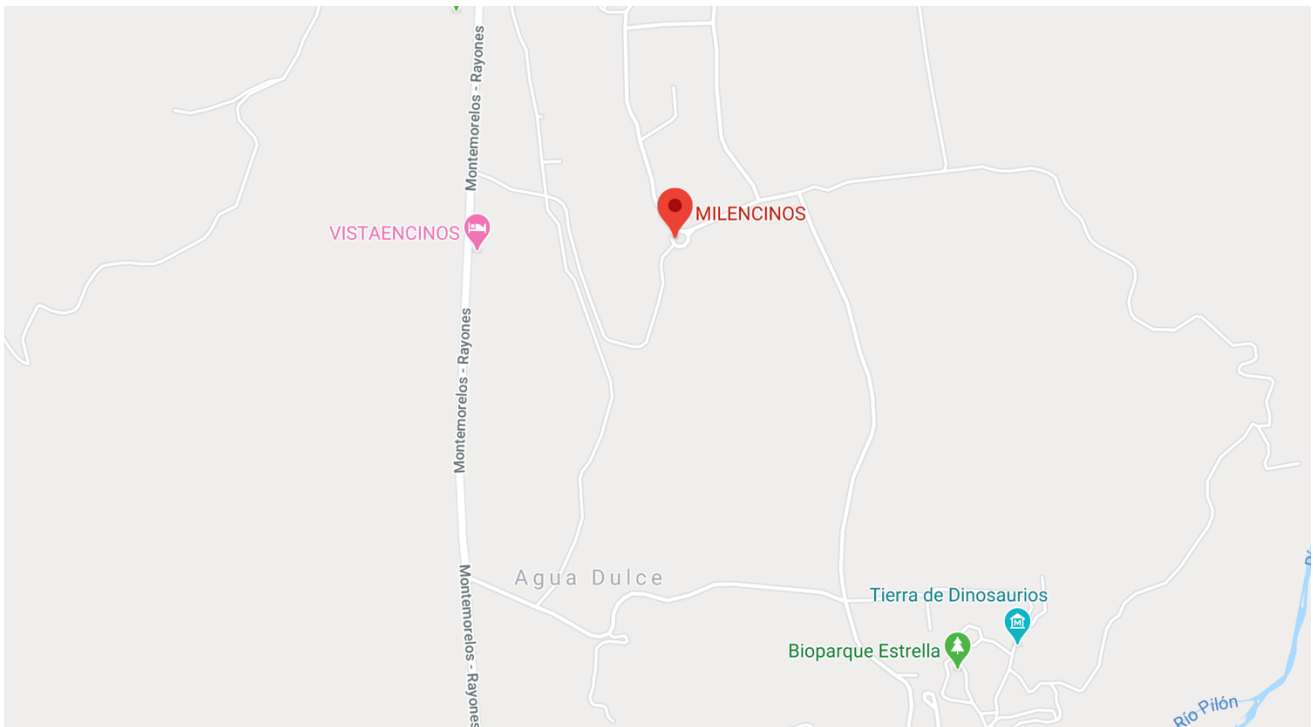 Montemorelos - Rayones
MILENCINOS
VISTAENCINOS
Montemorelos - Rayones
Agua Dulce
Montemorelos - Rayones
Tierra de Dinosaurios
Bioparque Estrella
Río Pilón